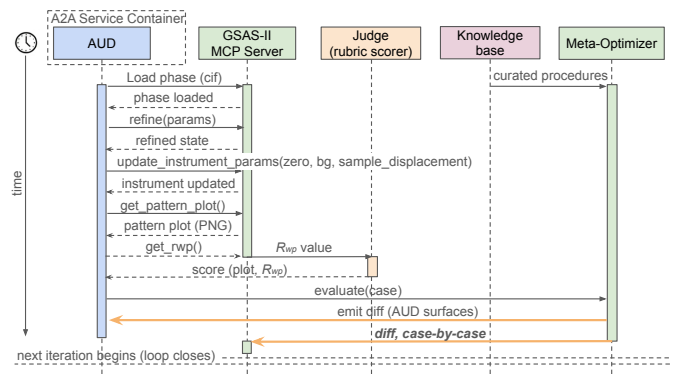 A2A Service Container
AUD
GSAS-II
MCP Server
Judge
(rubric scorer)
Knowledge
base
Meta-Optimizer
time
Load phase (cif)
curated procedures
phase loaded
refine(params)
refined state
update_instrument_params(zero, bg, sample_displacement)
instrument updated
get_pattern_plot()
pattern plot (PNG)
get_rwp()
Rwp value
score (plot, Rwp)
evaluate(case)
emit diff (AUD surfaces)
diff, case-by-case
next iteration begins (loop closes)